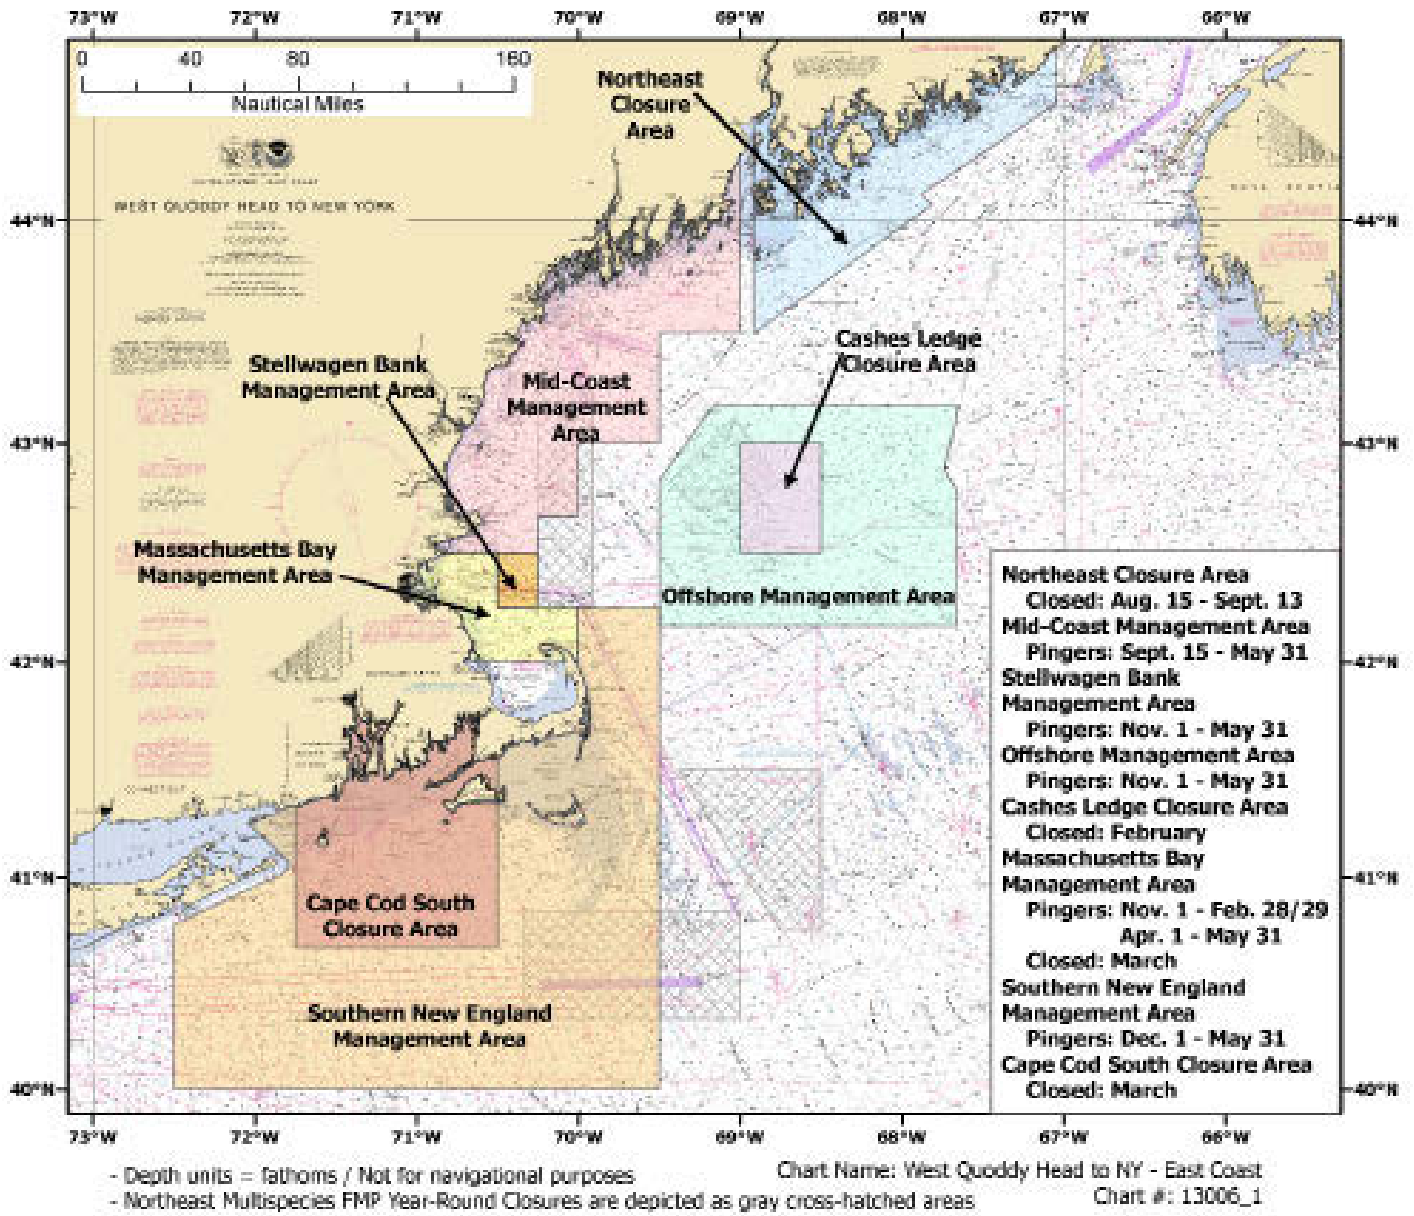 73°W 72°W 71°W 70°W 69°W 68°W 67°W 66°W
0 40 80 160
Nautical Miles
WEST QUODDY HEAD TO NEW YORK
44°N
43°N
42°N
41°N
40°N
Northeast
Closure
Area
Cashes Ledge
Closure Area
Stellwagen Bank
Management Area
Mid-Coast
Management
Area
Massachusetts Bay
Management Area
Offshore Management Area
Cape Cod South
Closure Area
Southern New England
Management Area
44°N
43°N
42°N
41°N
40°N
Northeast Closure Area
Closed: Aug. 15 - Sept. 13
Mid-Coast Management Area
Pingers: Sept. 15 - May 31
Stellwagen Bank
Management Area
Pingers: Nov. 1 - May 31
Offshore Management Area
Pingers: Nov. 1 - May 31
Cashes Ledge Closure Area
Closed: February
Massachusetts Bay
Management Area
Pingers: Nov. 1 - Feb. 28/29
Apr. 1 - May 31
Closed: March
Southern New England
Management Area
Pingers: Dec. 1 - May 31
Cape Cod South Closure Area
Closed: March
73°W 72°W 71°W 70°W 69°W 68°W 67°W 66°W
- Depth units = fathoms / Not for navigational purposes
- Northeast Multispecies FMP Year-Round Closures are depicted as gray cross-hatched areas
Chart Name: West Quoddy Head to NY - East Coast
Chart #: 13006_1